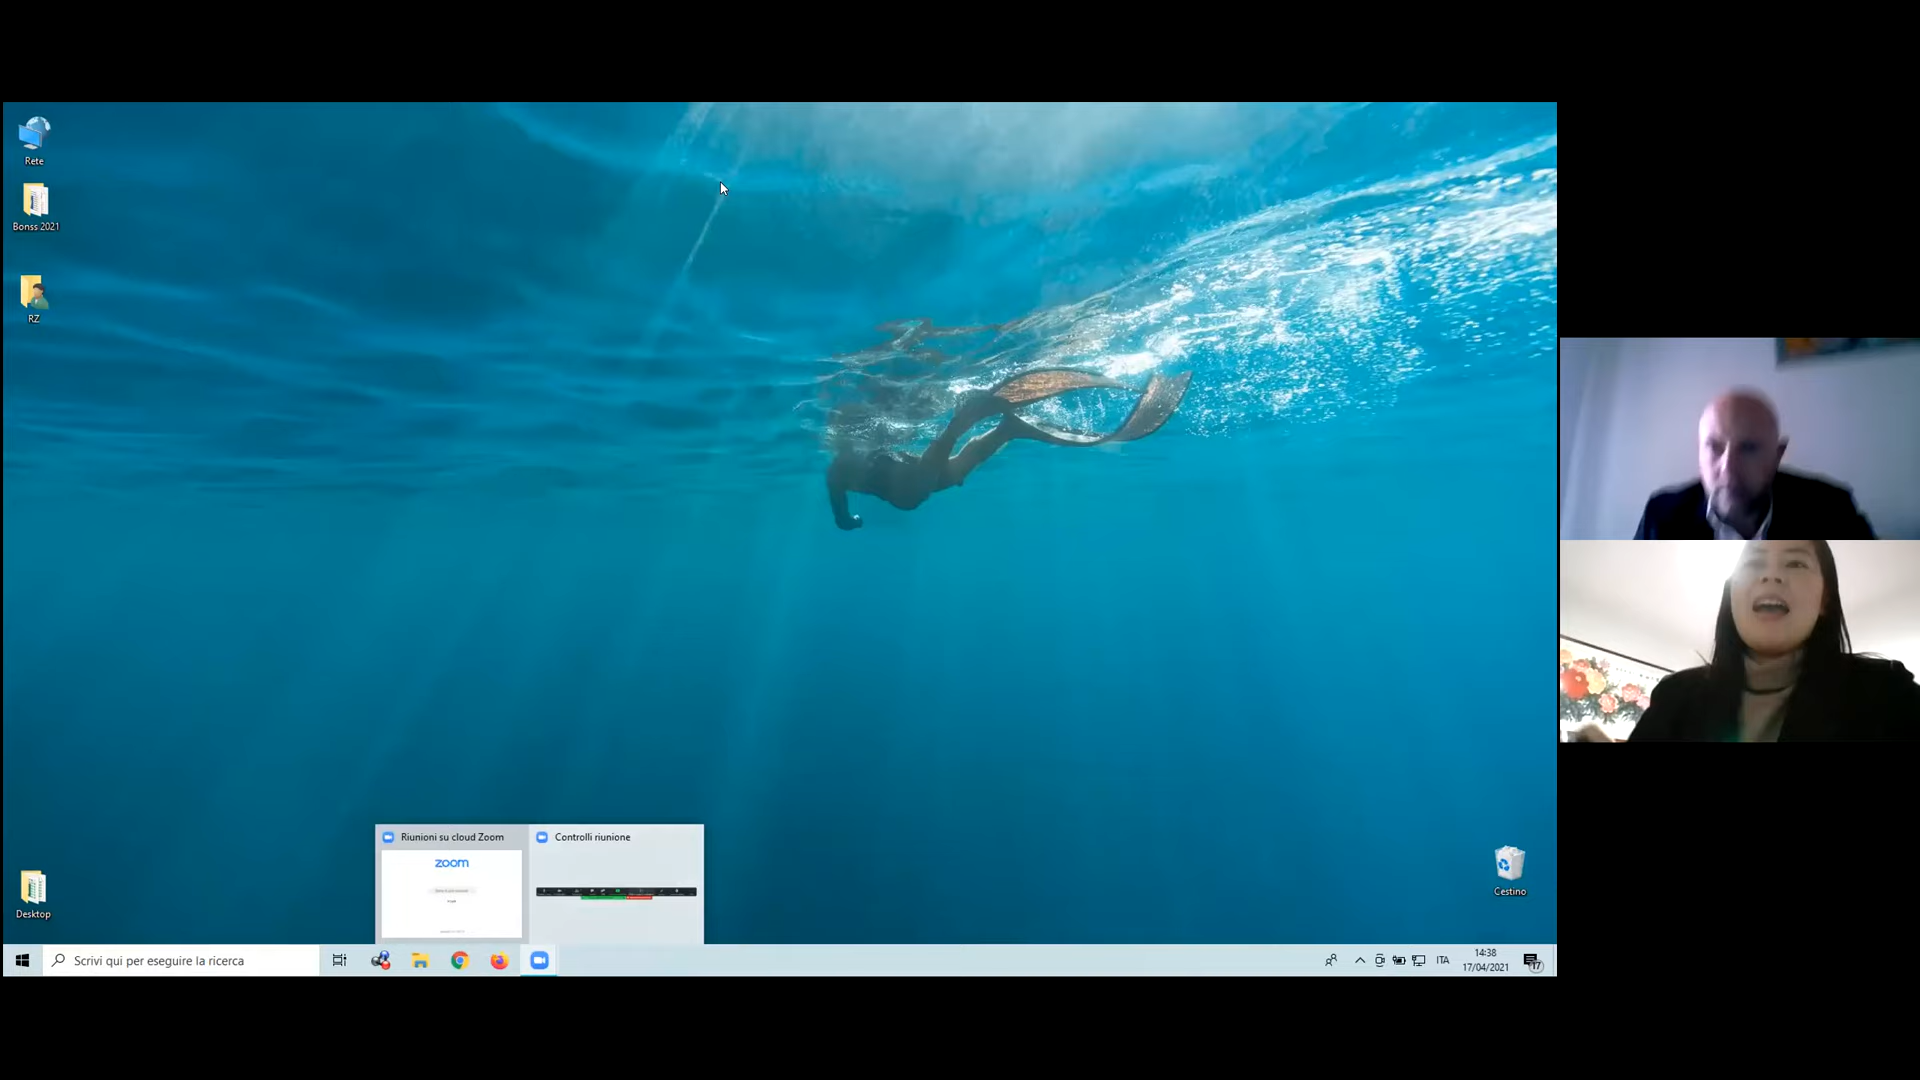 Rete
Bonss 2021
RZ
Desktop
Cestino
Riunioni su cloud Zoom
Controlli riunione
zoom
Scrivi qui per eseguire la ricerca
ITA
14:38
17/04/2021
17